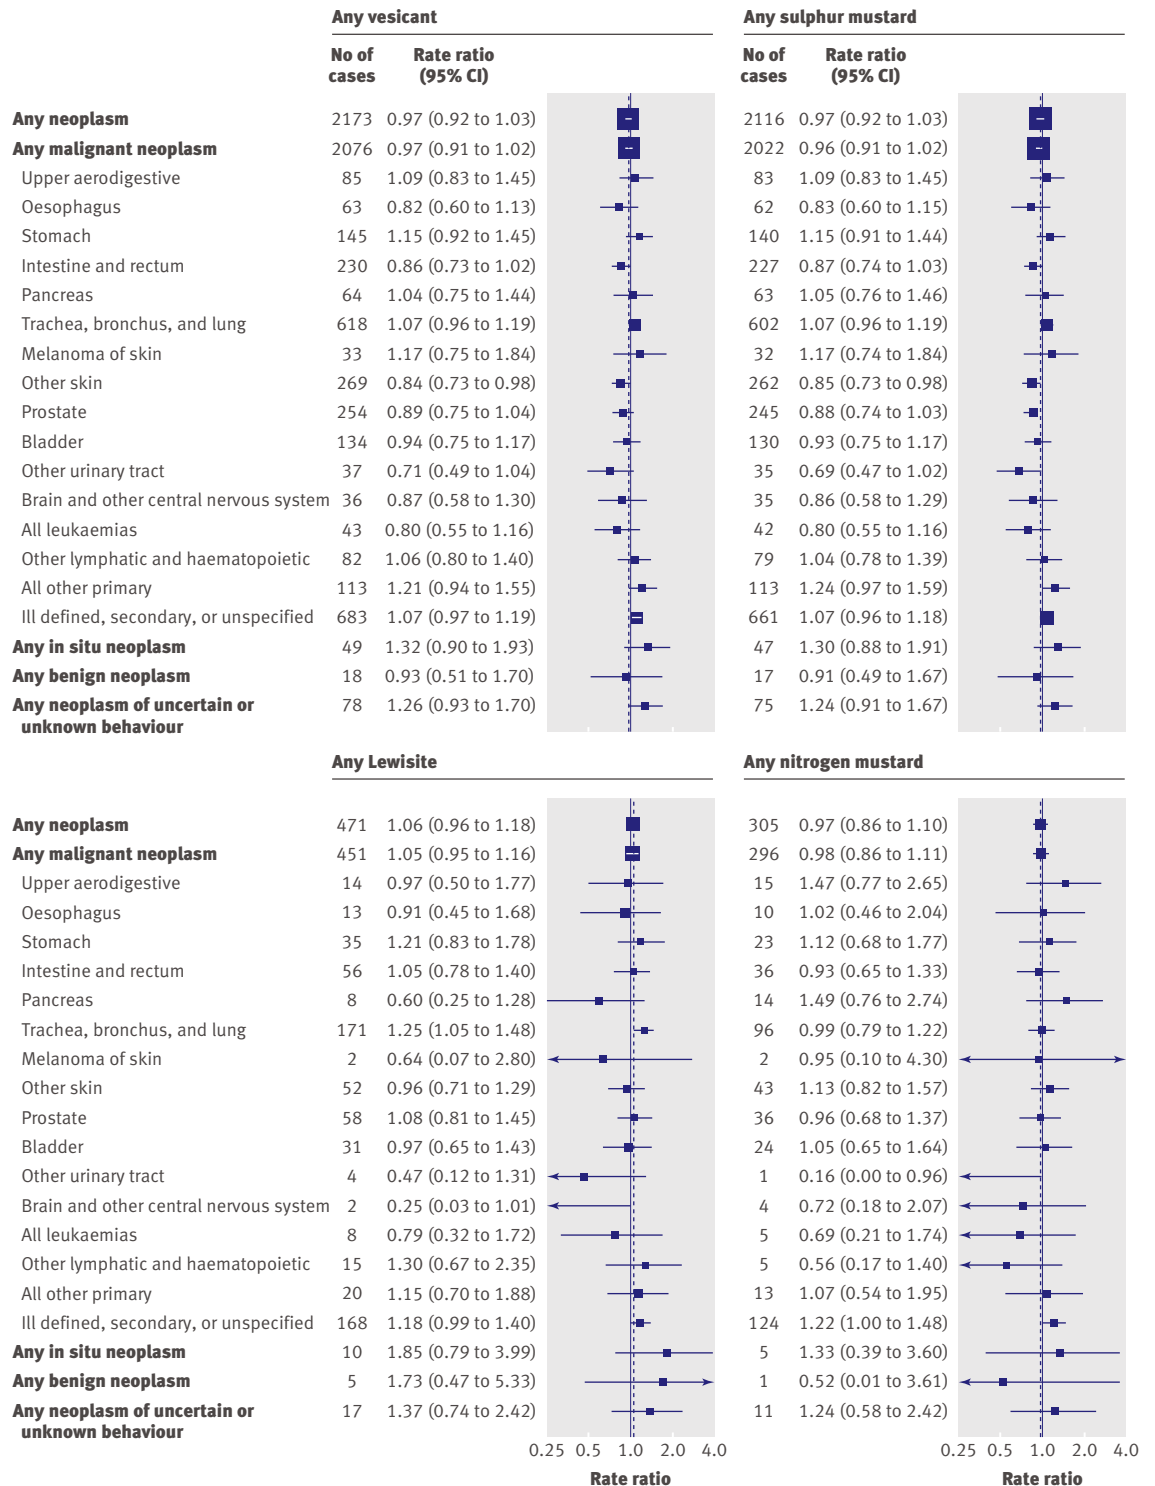 Any vesicant Any sulphur mustard
No of cases Rate ratio (95% CI) No of cases Rate ratio (95% CI)
Any neoplasm 2173 0.97 (0.92 to 1.03) 2116 0.97 (0.92 to 1.03)
Any malignant neoplasm 2076 0.97 (0.91 to 1.02) 2022 0.96 (0.91 to 1.02)
Upper aerodigestive 85 1.09 (0.83 to 1.45) 83 1.09 (0.83 to 1.45)
Oesophagus 63 0.82 (0.60 to 1.13) 62 0.83 (0.60 to 1.15)
Stomach 145 1.15 (0.92 to 1.45) 140 1.15 (0.91 to 1.44)
Intestine and rectum 230 0.86 (0.73 to 1.02) 227 0.87 (0.74 to 1.03)
Pancreas 64 1.04 (0.75 to 1.44) 63 1.05 (0.76 to 1.46)
Trachea, bronchus, and lung 618 1.07 (0.96 to 1.19) 602 1.07 (0.96 to 1.19)
Melanoma of skin 33 1.17 (0.75 to 1.84) 32 1.17 (0.74 to 1.84)
Other skin 269 0.84 (0.73 to 0.98) 262 0.85 (0.73 to 0.98)
Prostate 254 0.89 (0.75 to 1.04) 245 0.88 (0.74 to 1.03)
Bladder 134 0.94 (0.75 to 1.17) 130 0.93 (0.75 to 1.17)
Other urinary tract 37 0.71 (0.49 to 1.04) 35 0.69 (0.47 to 1.02)
Brain and other central nervous system 36 0.87 (0.58 to 1.30) 35 0.86 (0.58 to 1.29)
All leukaemias 43 0.80 (0.55 to 1.16) 42 0.80 (0.55 to 1.16)
Other lymphatic and haematopoietic 82 1.06 (0.80 to 1.40) 79 1.04 (0.78 to 1.39)
All other primary 113 1.21 (0.94 to 1.55) 113 1.24 (0.97 to 1.59)
Ill defined, secondary, or unspecified 683 1.07 (0.97 to 1.19) 661 1.07 (0.96 to 1.18)
Any in situ neoplasm 49 1.32 (0.90 to 1.93) 47 1.30 (0.88 to 1.91)
Any benign neoplasm 18 0.93 (0.51 to 1.70) 17 0.91 (0.49 to 1.67)
Any neoplasm of uncertain or 78 1.26 (0.93 to 1.70) 75 1.24 (0.91 to 1.67)
unknown behaviour
Any Lewisite Any nitrogen mustard
Any neoplasm 471 1.06 (0.96 to 1.18) 305 0.97 (0.86 to 1.10)
Any malignant neoplasm 451 1.05 (0.95 to 1.16) 296 0.98 (0.86 to 1.11)
Upper aerodigestive 14 0.97 (0.50 to 1.77) 15 1.47 (0.77 to 2.65)
Oesophagus 13 0.91 (0.45 to 1.68) 10 1.02 (0.46 to 2.04)
Stomach 35 1.21 (0.83 to 1.78) 23 1.12 (0.68 to 1.77)
Intestine and rectum 56 1.05 (0.78 to 1.40) 36 0.93 (0.65 to 1.33)
Pancreas 8 0.60 (0.25 to 1.28) 14 1.49 (0.76 to 2.74)
Trachea, bronchus, and lung 171 1.25 (1.05 to 1.48) 96 0.99 (0.79 to 1.22)
Melanoma of skin 2 0.64 (0.07 to 2.80) 2 0.95 (0.10 to 4.30)
Other skin 52 0.96 (0.71 to 1.29) 43 1.13 (0.82 to 1.57)
Prostate 58 1.08 (0.81 to 1.45) 36 0.96 (0.68 to 1.37)
Bladder 31 0.97 (0.65 to 1.43) 24 1.05 (0.65 to 1.64)
Other urinary tract 4 0.47 (0.12 to 1.31) 1 0.16 (0.00 to 0.96)
Brain and other central nervous system 2 0.25 (0.03 to 1.01) 4 0.72 (0.18 to 2.07)
All leukaemias 8 0.79 (0.32 to 1.72) 5 0.69 (0.21 to 1.74)
Other lymphatic and haematopoietic 15 1.30 (0.67 to 2.35) 5 0.56 (0.17 to 1.40)
All other primary 20 1.15 (0.70 to 1.88) 13 1.07 (0.54 to 1.95)
Ill defined, secondary, or unspecified 168 1.18 (0.99 to 1.40) 124 1.22 (1.00 to 1.48)
Any in situ neoplasm 10 1.85 (0.79 to 3.99) 5 1.33 (0.39 to 3.60)
Any benign neoplasm 5 1.73 (0.47 to 5.33) 1 0.52 (0.01 to 3.61)
Any neoplasm of uncertain or 17 1.37 (0.74 to 2.42) 11 1.24 (0.58 to 2.42)
unknown behaviour
0.25 0.5 1.0 2.0 4.0 0.25 0.5 1.0 2.0 4.0
Rate ratio Rate ratio